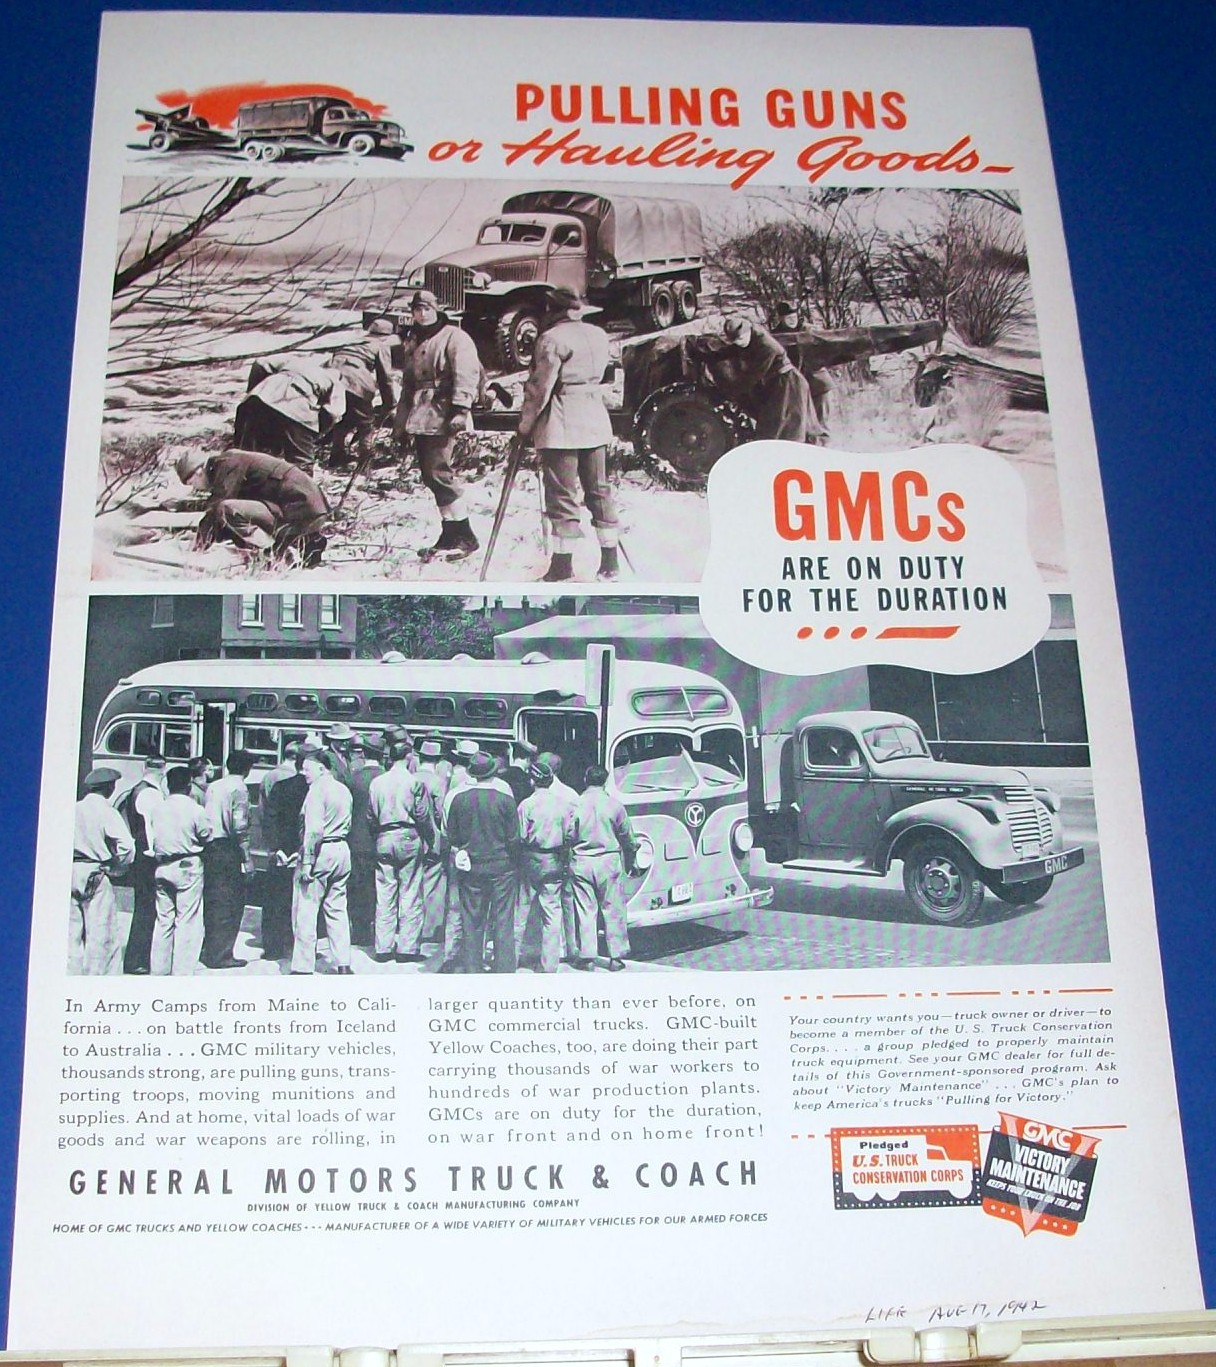 PULLING GUNS
or Hauling Goods—
GMCs
ARE ON DUTY
FOR THE DURATION
GMC
In Army Camps from Maine to Cali-
fornia ... on battle fronts from Iceland
to Australia ... GMC military vehicles,
thousands strong, are pulling guns, trans-
porting troops, moving munitions and
supplies. And at home, vital loads of war
goods and war weapons are rolling, in
larger quantity than ever before, on
GMC commercial trucks. GMC-built
Yellow Coaches, too, are doing their part
carrying thousands of war workers to
hundreds of war production plants.
GMCs are on duty for the duration,
on war front and on home front!
Your country wants you—truck owner or driver—to
become a member of the U. S. Truck Conservation
Corps. . . . a group pledged to properly maintain
truck equipment. See your GMC dealer for full de-
tails of this Government-sponsored program. Ask
about "Victory Maintenance" . . . GMC's plan to
keep America's trucks "Pulling for Victory."
Pledged
U.S. TRUCK
CONSERVATION CORPS
GMC
VICTORY
MAINTENANCE
KEEPS YOUR TRUCK ON THE JOB
GENERAL MOTORS TRUCK & COACH
DIVISION OF YELLOW TRUCK & COACH MANUFACTURING COMPANY
HOME OF GMC TRUCKS AND YELLOW COACHES - - - MANUFACTURER OF A WIDE VARIETY OF MILITARY VEHICLES FOR OUR ARMED FORCES
LIFE AUG 17, 1942